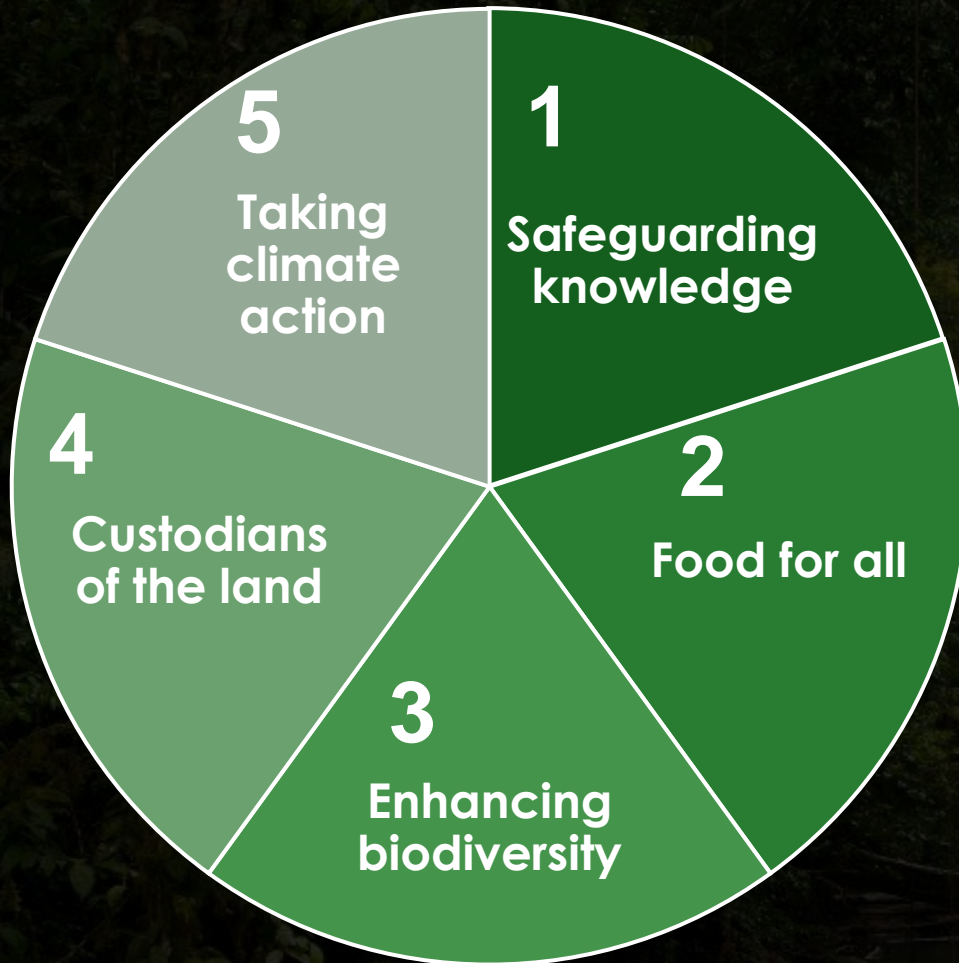 1
Safeguarding
knowledge
2
Food for all
3
Enhancing
biodiversity
4
Custodians
of the land
5
Taking
climate
action